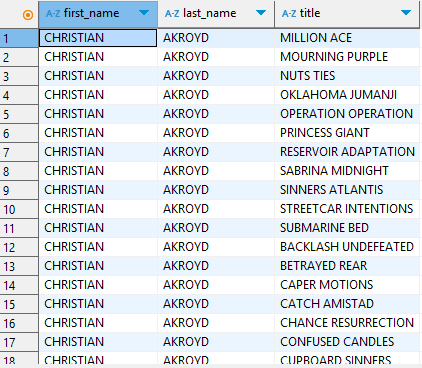 A-Z first_name A-Z last_name A-Z title
1 CHRISTIAN AKROYD MILLION ACE
2 CHRISTIAN AKROYD MOURNING PURPLE
3 CHRISTIAN AKROYD NUTS TIES
4 CHRISTIAN AKROYD OKLAHOMA JUMANJI
5 CHRISTIAN AKROYD OPERATION OPERATION
6 CHRISTIAN AKROYD PRINCESS GIANT
7 CHRISTIAN AKROYD RESERVOIR ADAPTATION
8 CHRISTIAN AKROYD SABRINA MIDNIGHT
9 CHRISTIAN AKROYD SINNERS ATLANTIS
10 CHRISTIAN AKROYD STREETCAR INTENTIONS
11 CHRISTIAN AKROYD SUBMARINE BED
12 CHRISTIAN AKROYD BACKLASH UNDEFEATED
13 CHRISTIAN AKROYD BETRAYED REAR
14 CHRISTIAN AKROYD CAPER MOTIONS
15 CHRISTIAN AKROYD CATCH AMISTAD
16 CHRISTIAN AKROYD CHANCE RESURRECTION
17 CHRISTIAN AKROYD CONFUSED CANDLES
18 CHRISTIAN AKROYD CUPBOARD SINNERS